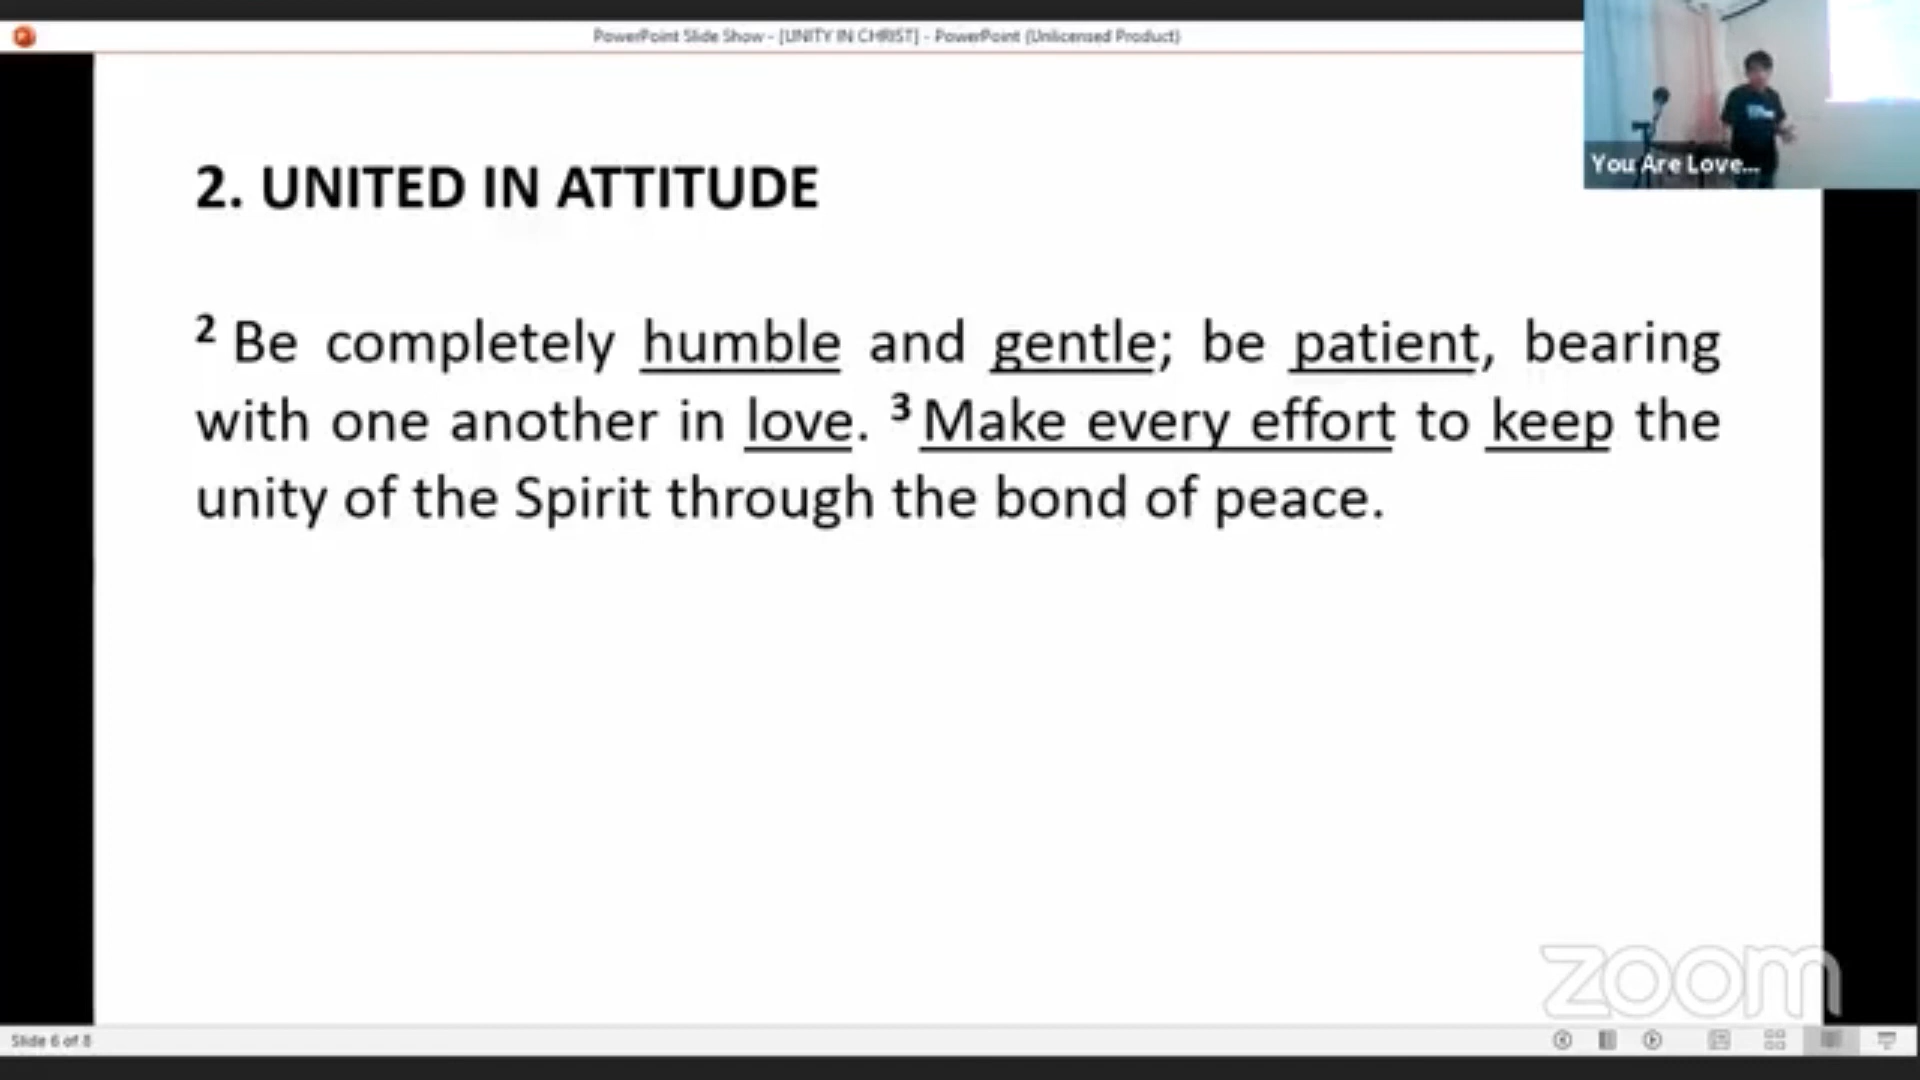 PowerPoint Slide Show - [UNITY IN CHRIST] - PowerPoint (Unlicensed Product)
You Are Love...
2. UNITED IN ATTITUDE
2 Be completely humble and gentle; be patient, bearing
with one another in love. 3 Make every effort to keep the
unity of the Spirit through the bond of peace.
zoom
Slide 6 of 8